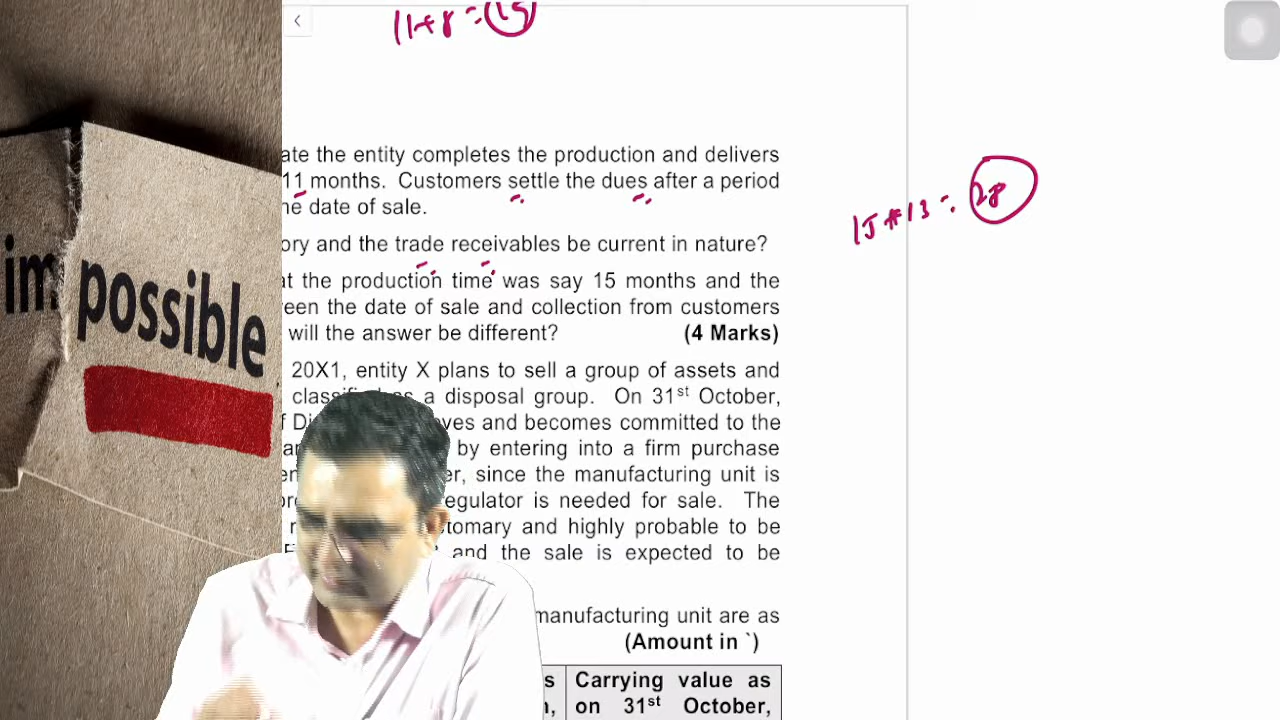 11+8=19
ate the entity completes the production and delivers
11 months. Customers settle the dues after a period
he date of sale.
15+13=28
ory and the trade receivables be current in nature?
at the production time was say 15 months and the
een the date of sale and collection from customers
will the answer be different? (4 Marks)
im possible
20X1, entity X plans to sell a group of assets and
classified as a disposal group. On 31st October,
f Di ves and becomes committed to the
by entering into a firm purchase
er, since the manufacturing unit is
egulator is needed for sale. The
tomary and highly probable to be
and the sale is expected to be
manufacturing unit are as
(Amount in `)
s Carrying value as
, on 31st October,